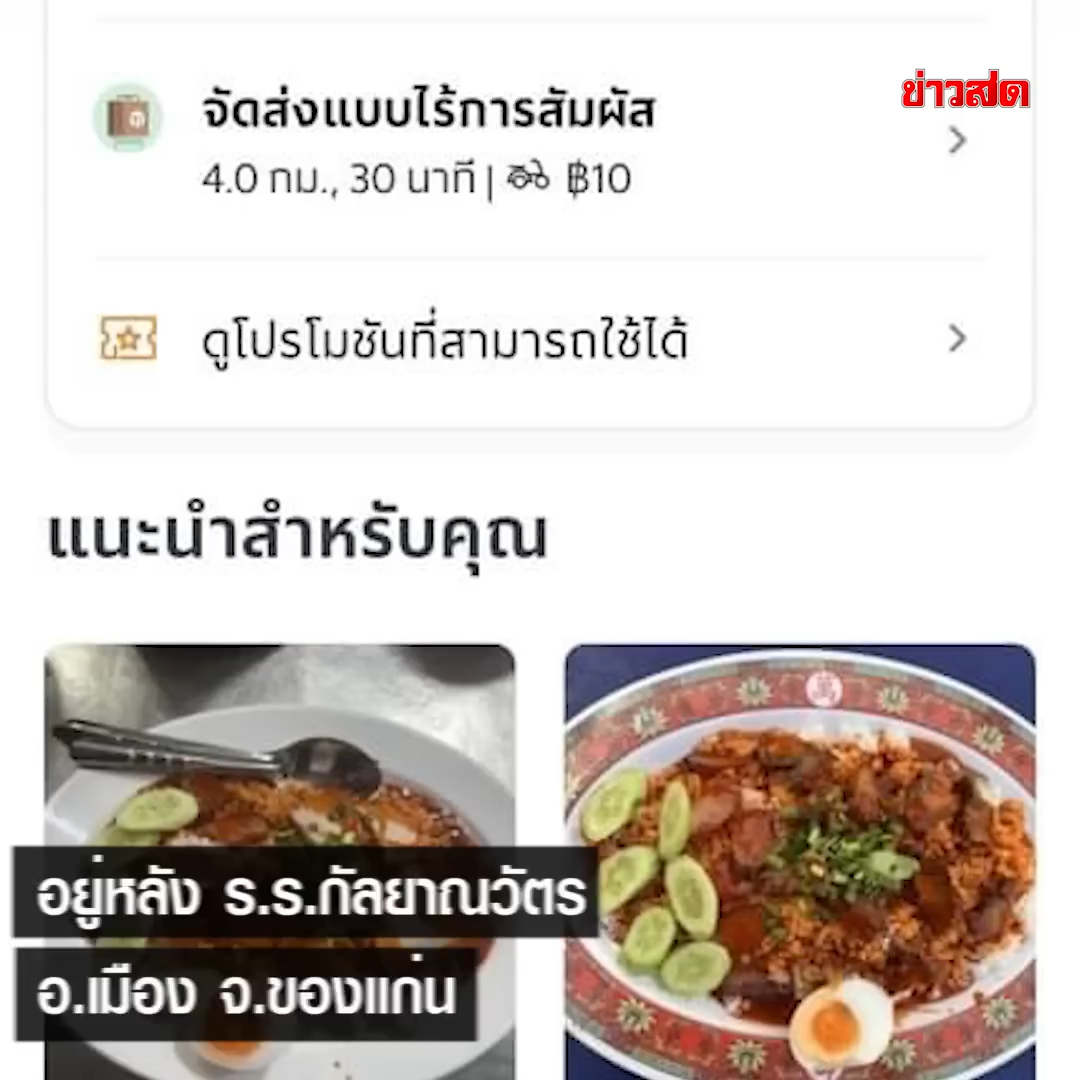 ข่าวสด
จัดส่งแบบไร้การสัมผัส
4.0 กม., 30 นาที | ฿10
ดูโปรโมชันที่สามารถใช้ได้
แนะนำสำหรับคุณ
อยู่หลัง ร.ร.กัลยาณวัตร
อ.เมือง จ.ขอนแก่น